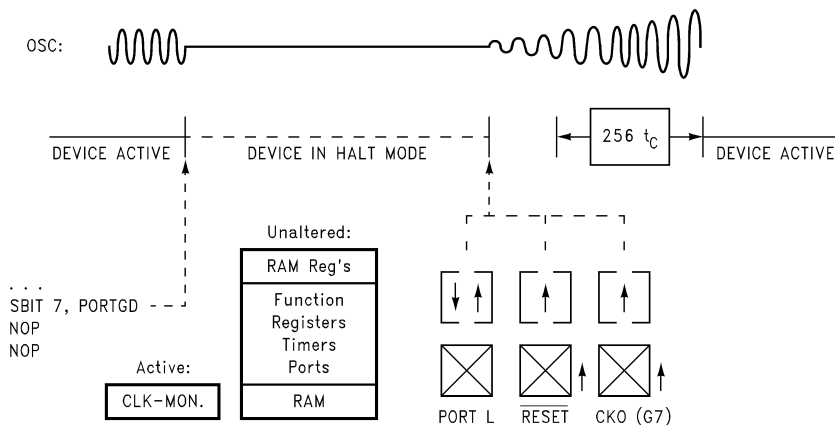 OSC:
256 tC
DEVICE ACTIVE
DEVICE IN HALT MODE
DEVICE ACTIVE
. . .
SBIT 7, PORTGD
NOP
NOP
Active:
CLK-MON.
Unaltered:
RAM Reg's
Function
Registers
Timers
Ports
RAM
PORT L
RESET
CKO (G7)